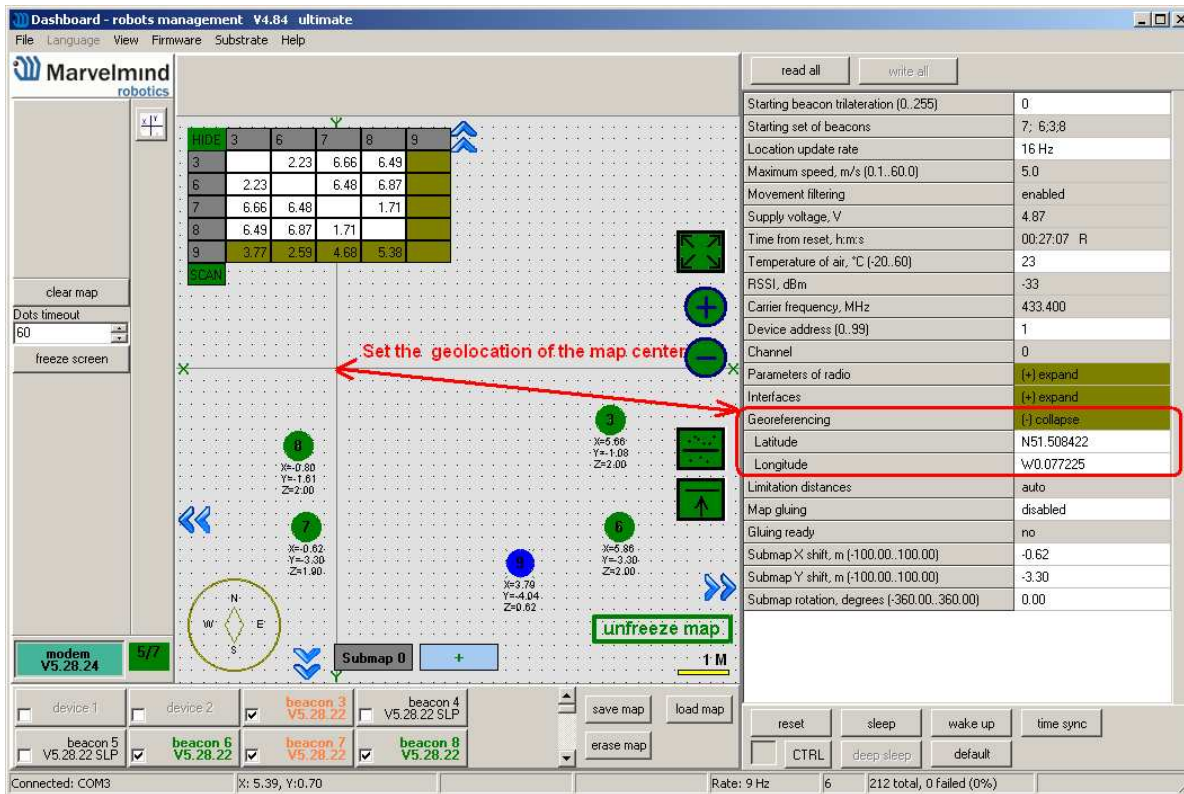 Dashboard - robots management V4.84 ultimate
File Language View Firmware Substrate Help
Marvelmind
robotics
clear map
Dots timeout
60
freeze screen
modem
V5.28.24
5/7
HIDE 3 6 7 8 9
3 2.23 6.66 6.49
6 2.23 6.48 6.87
7 6.66 6.48 1.71
8 6.49 6.87 1.71
9 3.77 2.59 4.68 5.38
SCAN
Y
X X
Set the geolocation of the map center
8
X=-0.80
Y=-1.61
Z=2.00
3
X=5.66
Y=-1.08
Z=2.00
7
X=-0.62
Y=-3.30
Z=1.90
6
X=5.86
Y=-3.30
Z=2.00
9
X=3.79
Y=-4.04
Z=0.62
N
W E
S
unfreeze map
Submap 0 +
1 M
Y
read all write all
Starting beacon trilateration (0..255) 0
Starting set of beacons 7; 6;3;8
Location update rate 16 Hz
Maximum speed, m/s (0.1..60.0) 5.0
Movement filtering enabled
Supply voltage, V 4.87
Time from reset, h:m:s 00:27:07 R
Temperature of air, °C (-20..60) 23
RSSI, dBm -33
Carrier frequency, MHz 433.400
Device address (0..99) 1
Channel 0
Parameters of radio (+) expand
Interfaces (+) expand
Georeferencing (-) collapse
Latitude N51.508422
Longitude W0.077225
Limitation distances auto
Map gluing disabled
Gluing ready no
Submap X shift, m (-100.00..100.00) -0.62
Submap Y shift, m (-100.00..100.00) -3.30
Submap rotation, degrees (-360.00..360.00) 0.00
device 1 device 2 beacon 3 V5.28.22 beacon 4 V5.28.22 SLP
beacon 5 V5.28.22 SLP beacon 6 V5.28.22 beacon 7 V5.28.22 beacon 8 V5.28.22
save map load map
erase map
reset sleep wake up time sync
CTRL deep sleep default
Connected: COM3 X: 5.39, Y:0.70 Rate: 9 Hz 6 212 total, 0 failed (0%)